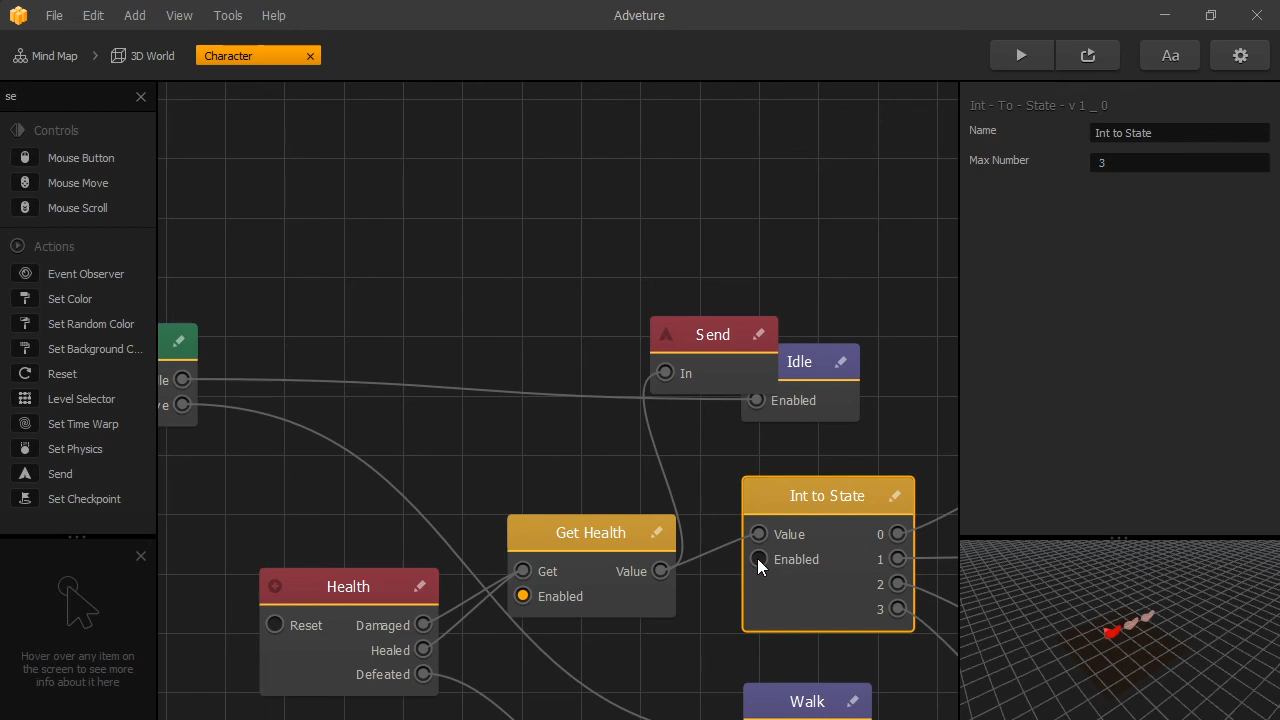 File Edit View Tools Help Adveture
Mind Map 3D World Character Aa
se
Controls
Mouse Button
Mouse Move
Mouse Scroll
Actions
Event Observer
Set Color
Set Random Color
Set Background C...
Reset
Level Selector
Set Time Warp
Set Physics
Send
Set Checkpoint
Hover over any item on
the screen to see more
info about it here
le
e
Send
In
Idle
Enabled
Int to State
Value 0
Enabled 1
2
3
Get Health
Get Value
Enabled
Health
Reset Damaged
Healed
Defeated
Walk
Int - To - State - v 1 _ 0
Name Int to State
Max Number 3